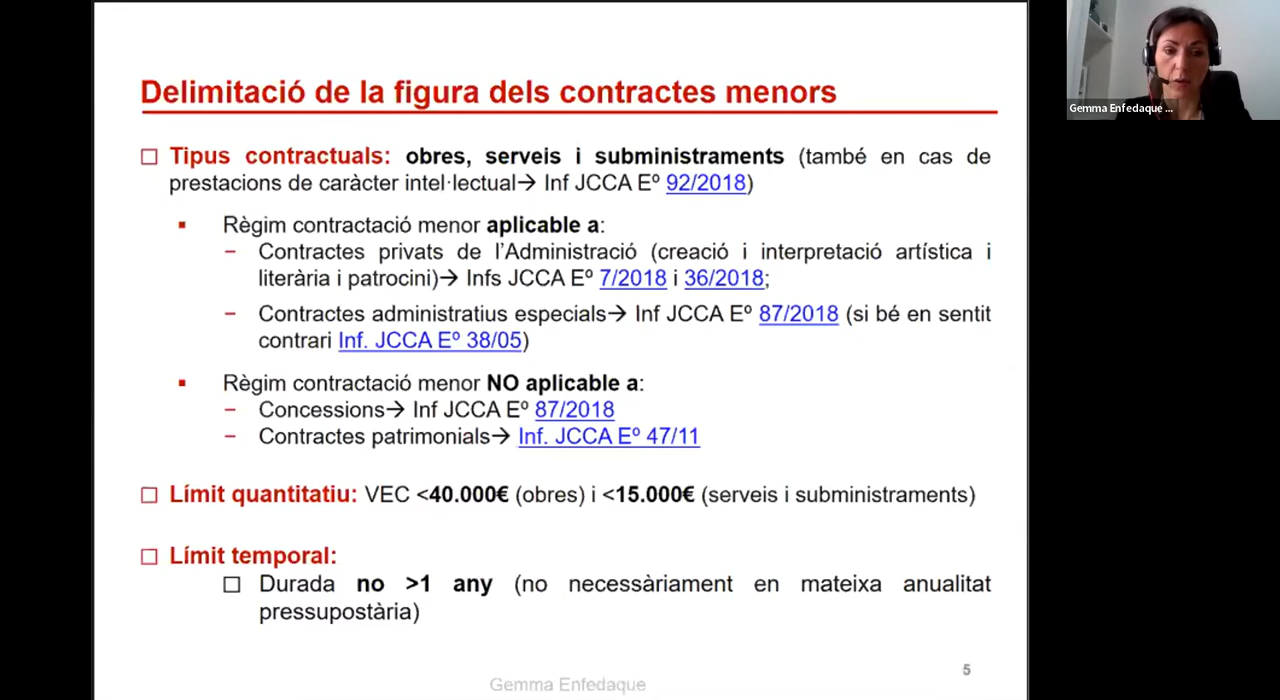 Delimitació de la figura dels contractes menors
Tipus contractuals: obres, serveis i subministraments (també en cas de
prestacions de caràcter intel·lectual→ Inf JCCA Eº 92/2018)
Règim contractació menor aplicable a:
– Contractes privats de l'Administració (creació i interpretació artística i
literària i patrocini)→ Infs JCCA Eº 7/2018 i 36/2018;
– Contractes administratius especials→ Inf JCCA Eº 87/2018 (si bé en sentit
contrari Inf. JCCA Eº 38/05)
Règim contractació menor NO aplicable a:
– Concessions→ Inf JCCA Eº 87/2018
– Contractes patrimonials→ Inf. JCCA Eº 47/11
Límit quantitatiu: VEC <40.000€ (obres) i <15.000€ (serveis i subministraments)
Límit temporal:
Durada no >1 any (no necessàriament en mateixa anualitat
pressupostària)
5
Gemma Enfedaque
Gemma Enfedaque ...